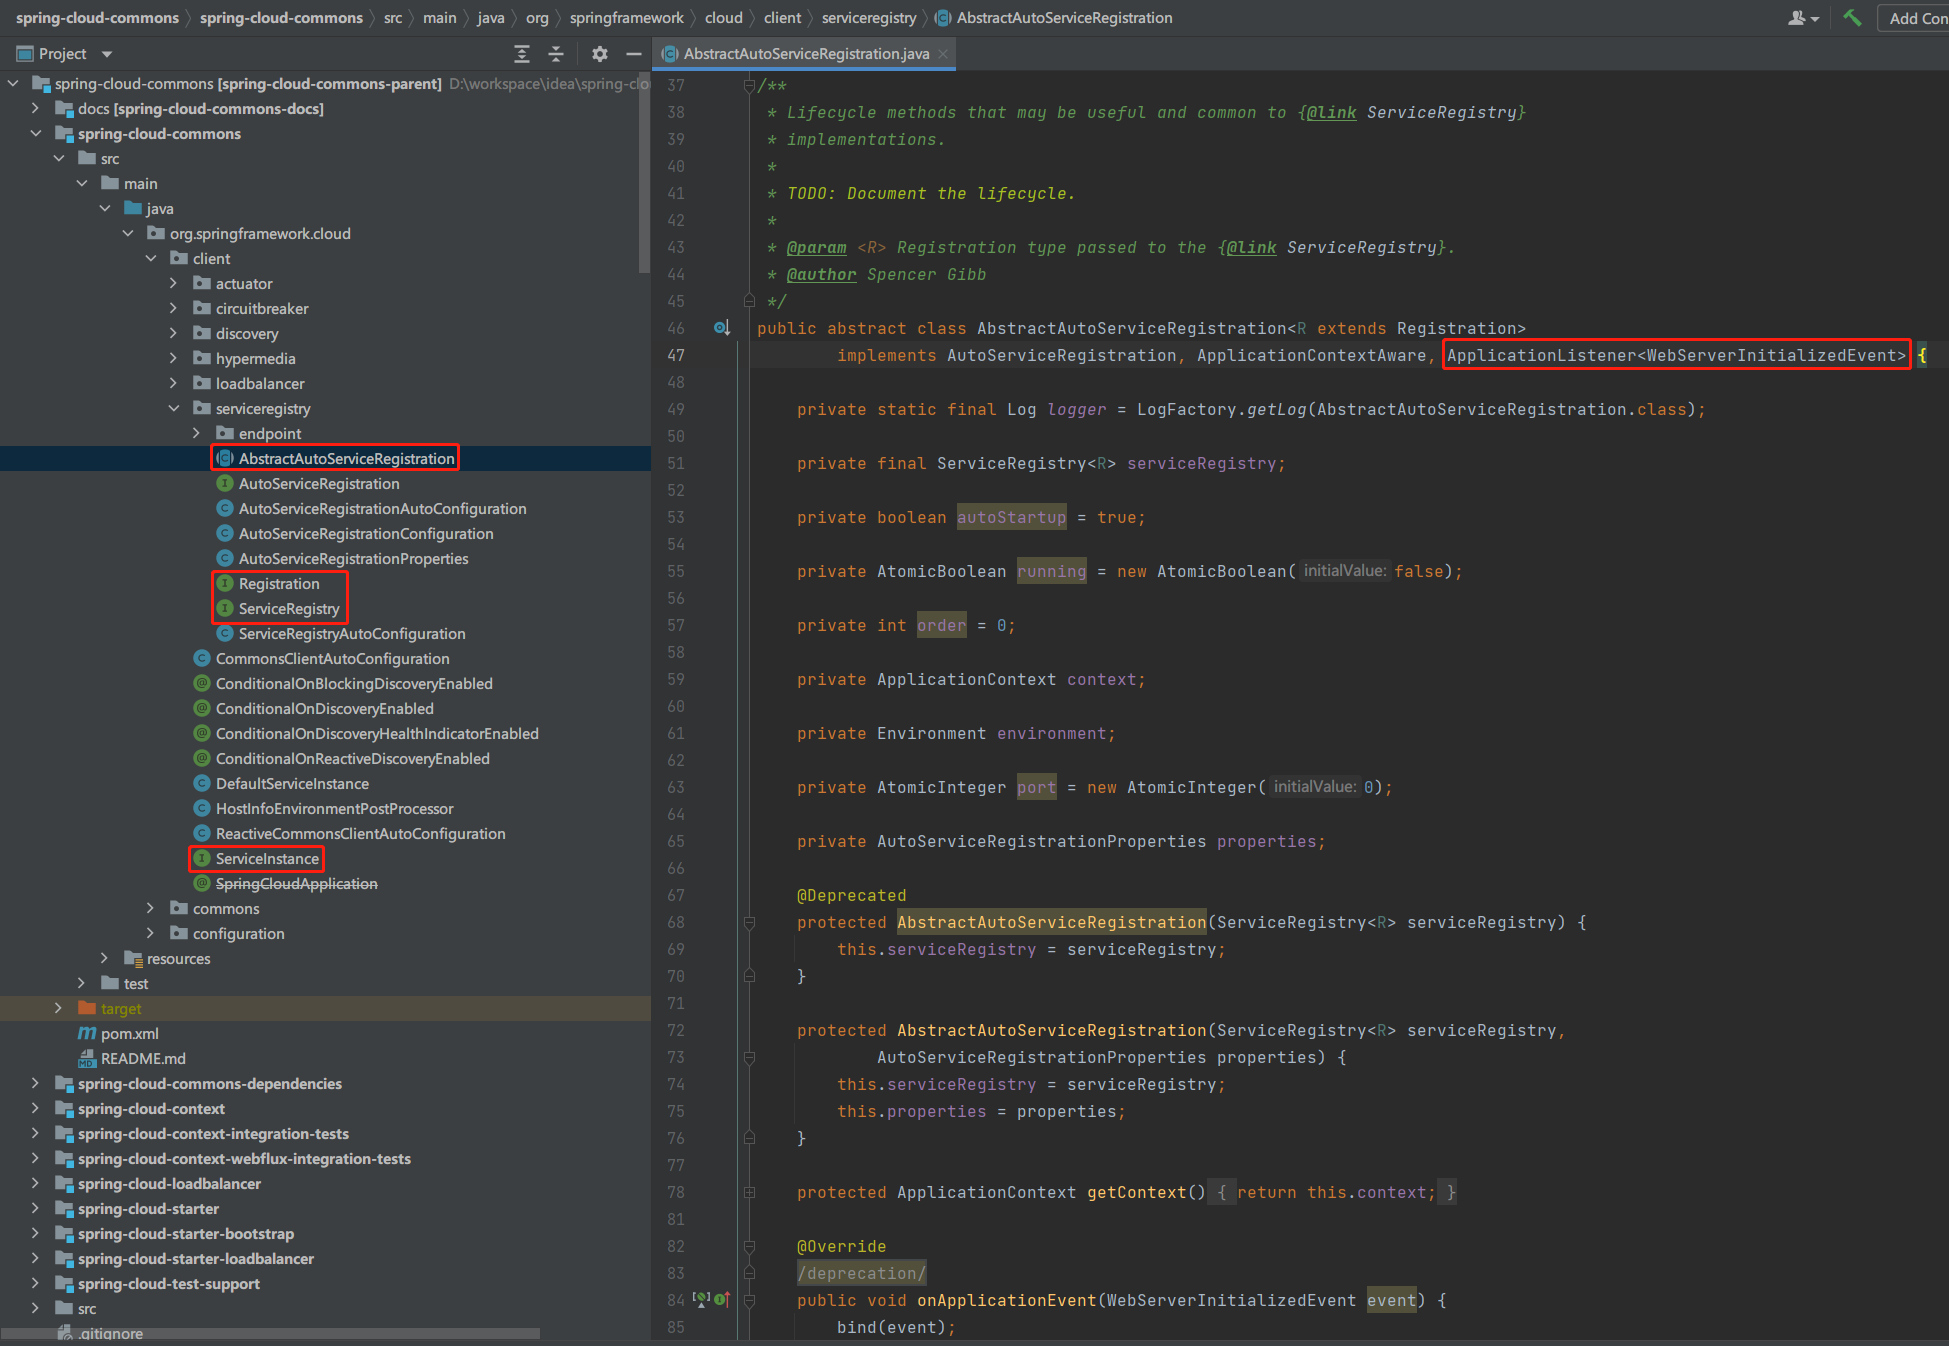 spring-cloud-commons spring-cloud-commons src main java org springframework cloud client serviceregistry AbstractAutoServiceRegistration Add Con
Project
AbstractAutoServiceRegistration.java
spring-cloud-commons [spring-cloud-commons-parent] D:\workspace\idea\spring-clo
docs [spring-cloud-commons-docs]
spring-cloud-commons
src
main
java
org.springframework.cloud
client
actuator
circuitbreaker
discovery
hypermedia
loadbalancer
serviceregistry
endpoint
AbstractAutoServiceRegistration
AutoServiceRegistration
AutoServiceRegistrationAutoConfiguration
AutoServiceRegistrationConfiguration
AutoServiceRegistrationProperties
Registration
ServiceRegistry
ServiceRegistryAutoConfiguration
CommonsClientAutoConfiguration
ConditionalOnBlockingDiscoveryEnabled
ConditionalOnDiscoveryEnabled
ConditionalOnDiscoveryHealthIndicatorEnabled
ConditionalOnReactiveDiscoveryEnabled
DefaultServiceInstance
HostInfoEnvironmentPostProcessor
ReactiveCommonsClientAutoConfiguration
ServiceInstance
SpringCloudApplication
commons
configuration
resources
test
target
pom.xml
README.md
spring-cloud-commons-dependencies
spring-cloud-context
spring-cloud-context-integration-tests
spring-cloud-context-webflux-integration-tests
spring-cloud-loadbalancer
spring-cloud-starter
spring-cloud-starter-bootstrap
spring-cloud-starter-loadbalancer
spring-cloud-test-support
src
.gitignore
37 /**
38 * Lifecycle methods that may be useful and common to {@link ServiceRegistry}
39 * implementations.
40 *
41 * TODO: Document the lifecycle.
42 *
43 * @param <R> Registration type passed to the {@link ServiceRegistry}.
44 * @author Spencer Gibb
45 */
46 public abstract class AbstractAutoServiceRegistration<R extends Registration>
47 implements AutoServiceRegistration, ApplicationContextAware, ApplicationListener<WebServerInitializedEvent> {
48
49 private static final Log logger = LogFactory.getLog(AbstractAutoServiceRegistration.class);
50
51 private final ServiceRegistry<R> serviceRegistry;
52
53 private boolean autoStartup = true;
54
55 private AtomicBoolean running = new AtomicBoolean( initialValue: false);
56
57 private int order = 0;
58
59 private ApplicationContext context;
60
61 private Environment environment;
62
63 private AtomicInteger port = new AtomicInteger( initialValue: 0);
64
65 private AutoServiceRegistrationProperties properties;
66
67 @Deprecated
68 protected AbstractAutoServiceRegistration(ServiceRegistry<R> serviceRegistry) {
69 this.serviceRegistry = serviceRegistry;
70 }
71
72 protected AbstractAutoServiceRegistration(ServiceRegistry<R> serviceRegistry,
73 AutoServiceRegistrationProperties properties) {
74 this.serviceRegistry = serviceRegistry;
75 this.properties = properties;
76 }
77
78 protected ApplicationContext getContext() { return this.context; }
81
82 @Override
83 /deprecation/
84 public void onApplicationEvent(WebServerInitializedEvent event) {
85 bind(event);